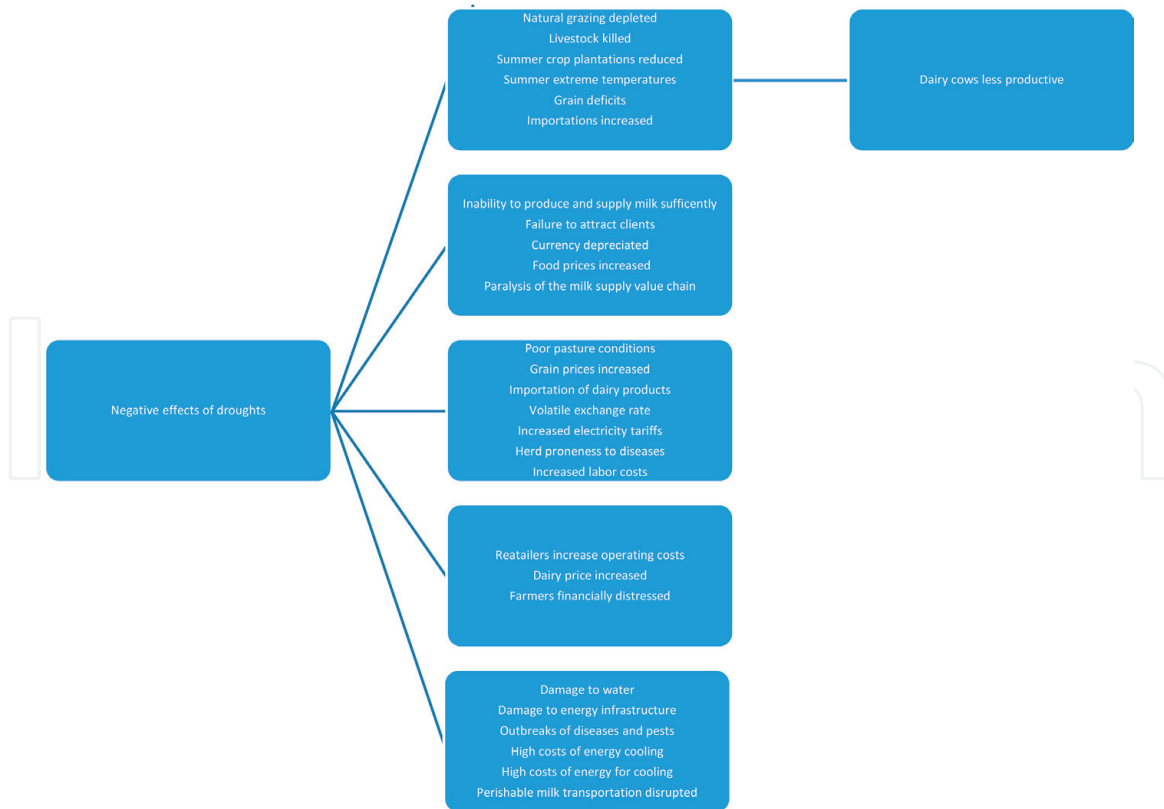 Natural grazing depleted
Livestock killed
Summer crop plantations reduced
Summer extreme temperatures
Grain deficits
Importations increased
Dairy cows less productive
Inability to produce and supply milk sufficently
Failure to attract clients
Currency depreciated
Food prices increased
Paralysis of the milk supply value chain
Negative effects of droughts
Poor pasture conditions
Grain prices increased
Importation of dairy products
Volatile exchange rate
Increased electricity tariffs
Herd proneness to diseases
Increased labor costs
Reatailers increase operating costs
Dairy price increased
Farmers financially distressed
Damage to water
Damage to energy infrastructure
Outbreaks of diseases and pests
High costs of energy cooling
High costs of energy for cooling
Perishable milk transportation disrupted